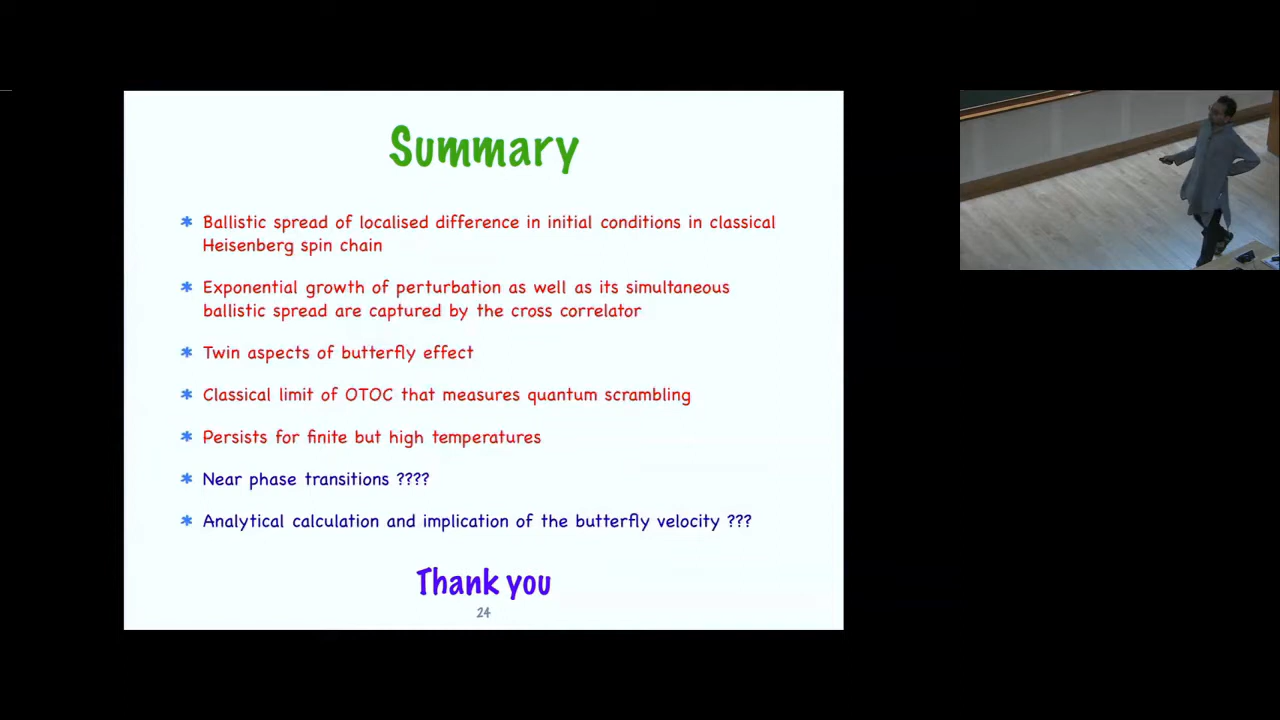 Summary
* Ballistic spread of localised difference in initial conditions in classical
Heisenberg spin chain
* Exponential growth of perturbation as well as its simultaneous
ballistic spread are captured by the cross correlator
* Twin aspects of butterfly effect
* Classical limit of OTOC that measures quantum scrambling
* Persists for finite but high temperatures
* Near phase transitions ????
* Analytical calculation and implication of the butterfly velocity ???
Thank you
24